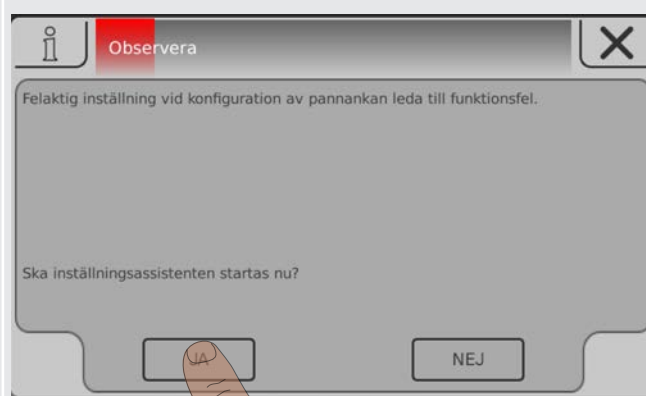 Observera
Felaktig inställning vid konfiguration av pannankan leda till funktionsfel.
Ska inställningsassistenten startas nu?
JA
NEJ